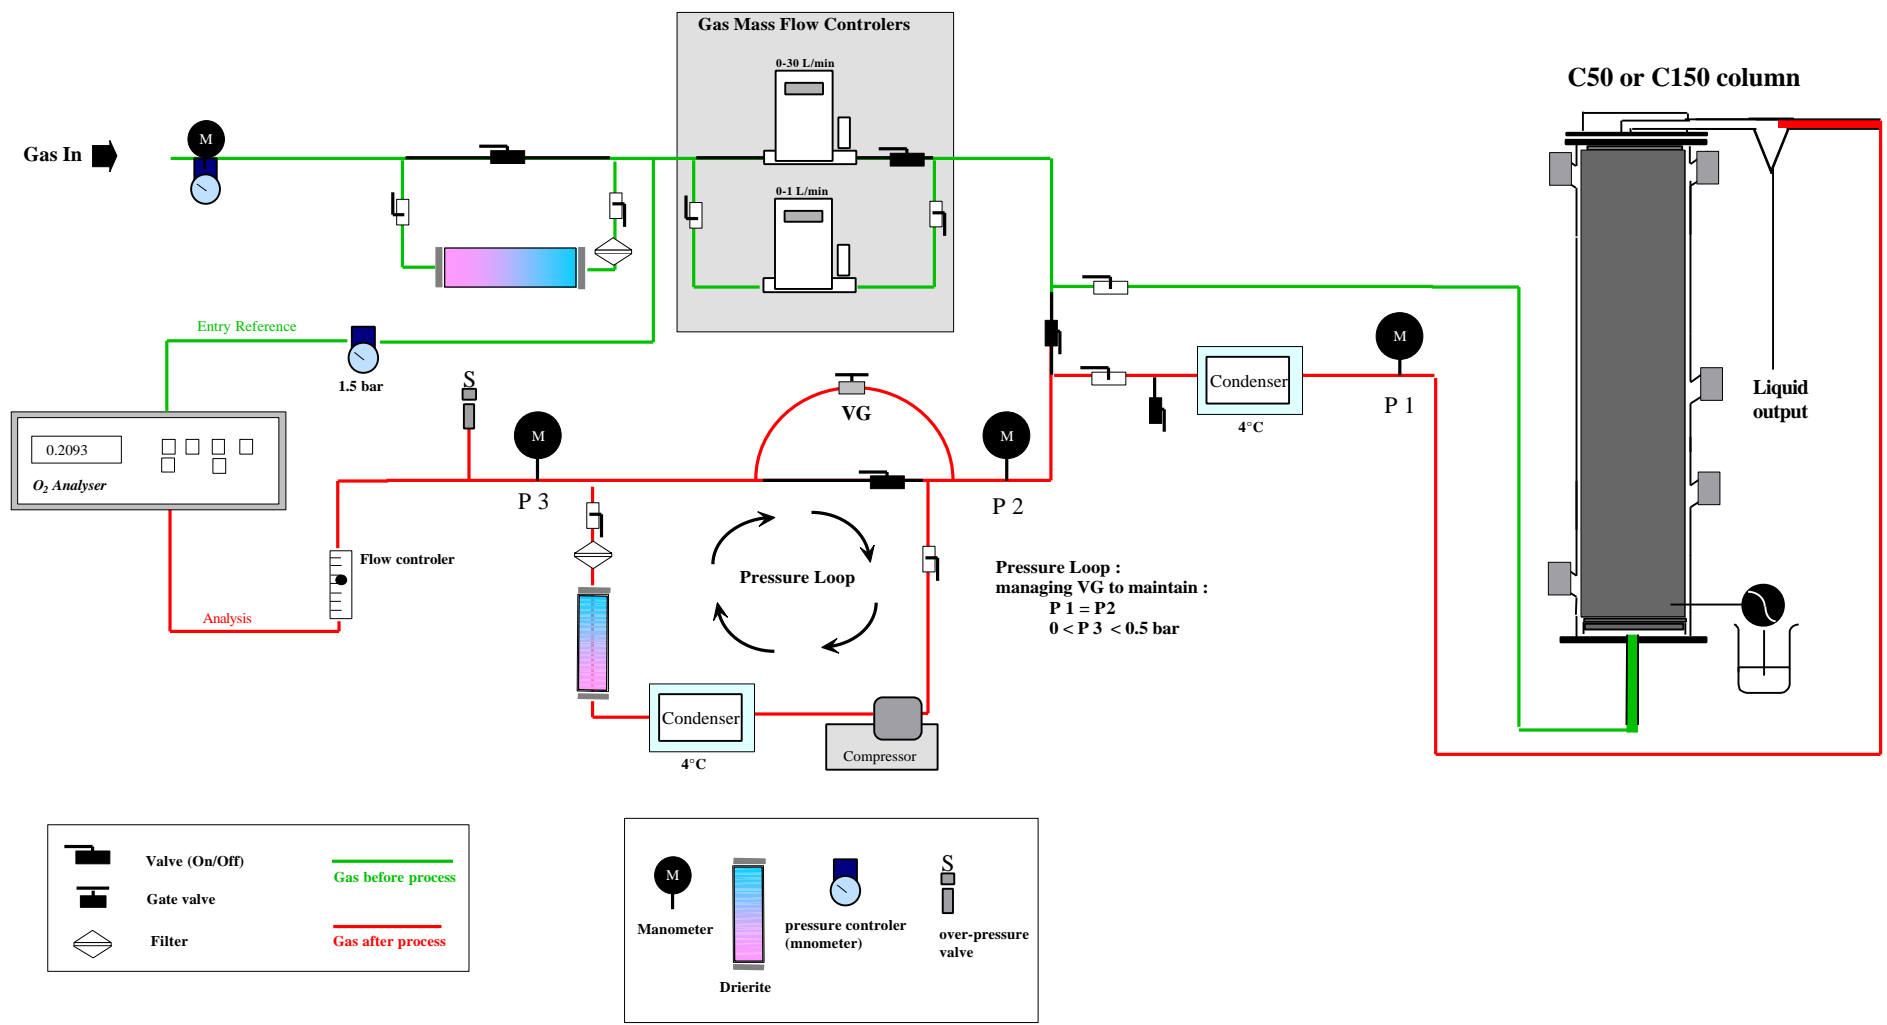 Gas Mass Flow Controlers
0-30 L/min
C50 or C150 column
M
Gas In
0-1 L/min
Entry Reference
1.5 bar
M
P 1
Condenser
4°C
Liquid
output
S
VG
M
P 3
M
P 2
0.2093
O2 Analyser
Flow controler
Analysis
Pressure Loop
Pressure Loop :
managing VG to maintain :
P 1 = P2
0 < P 3 < 0.5 bar
Condenser
4°C
Compressor
Valve (On/Off)
Gate valve
Filter
Gas before process
Gas after process
M
Manometer
Drierite
pressure controler
(mnometer)
S
over-pressure
valve